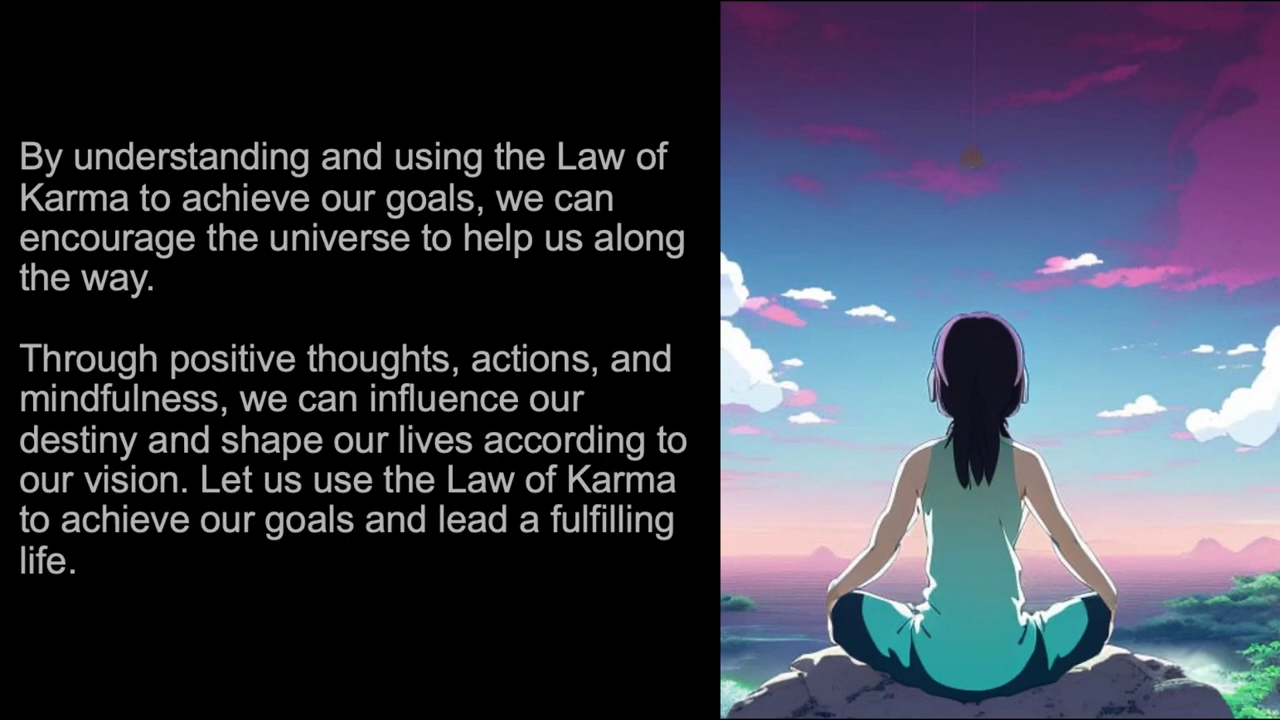 By understanding and using the Law of
Karma to achieve our goals, we can
encourage the universe to help us along
the way.
Through positive thoughts, actions, and
mindfulness, we can influence our
destiny and shape our lives according to
our vision. Let us use the Law of Karma
to achieve our goals and lead a fulfilling
life.